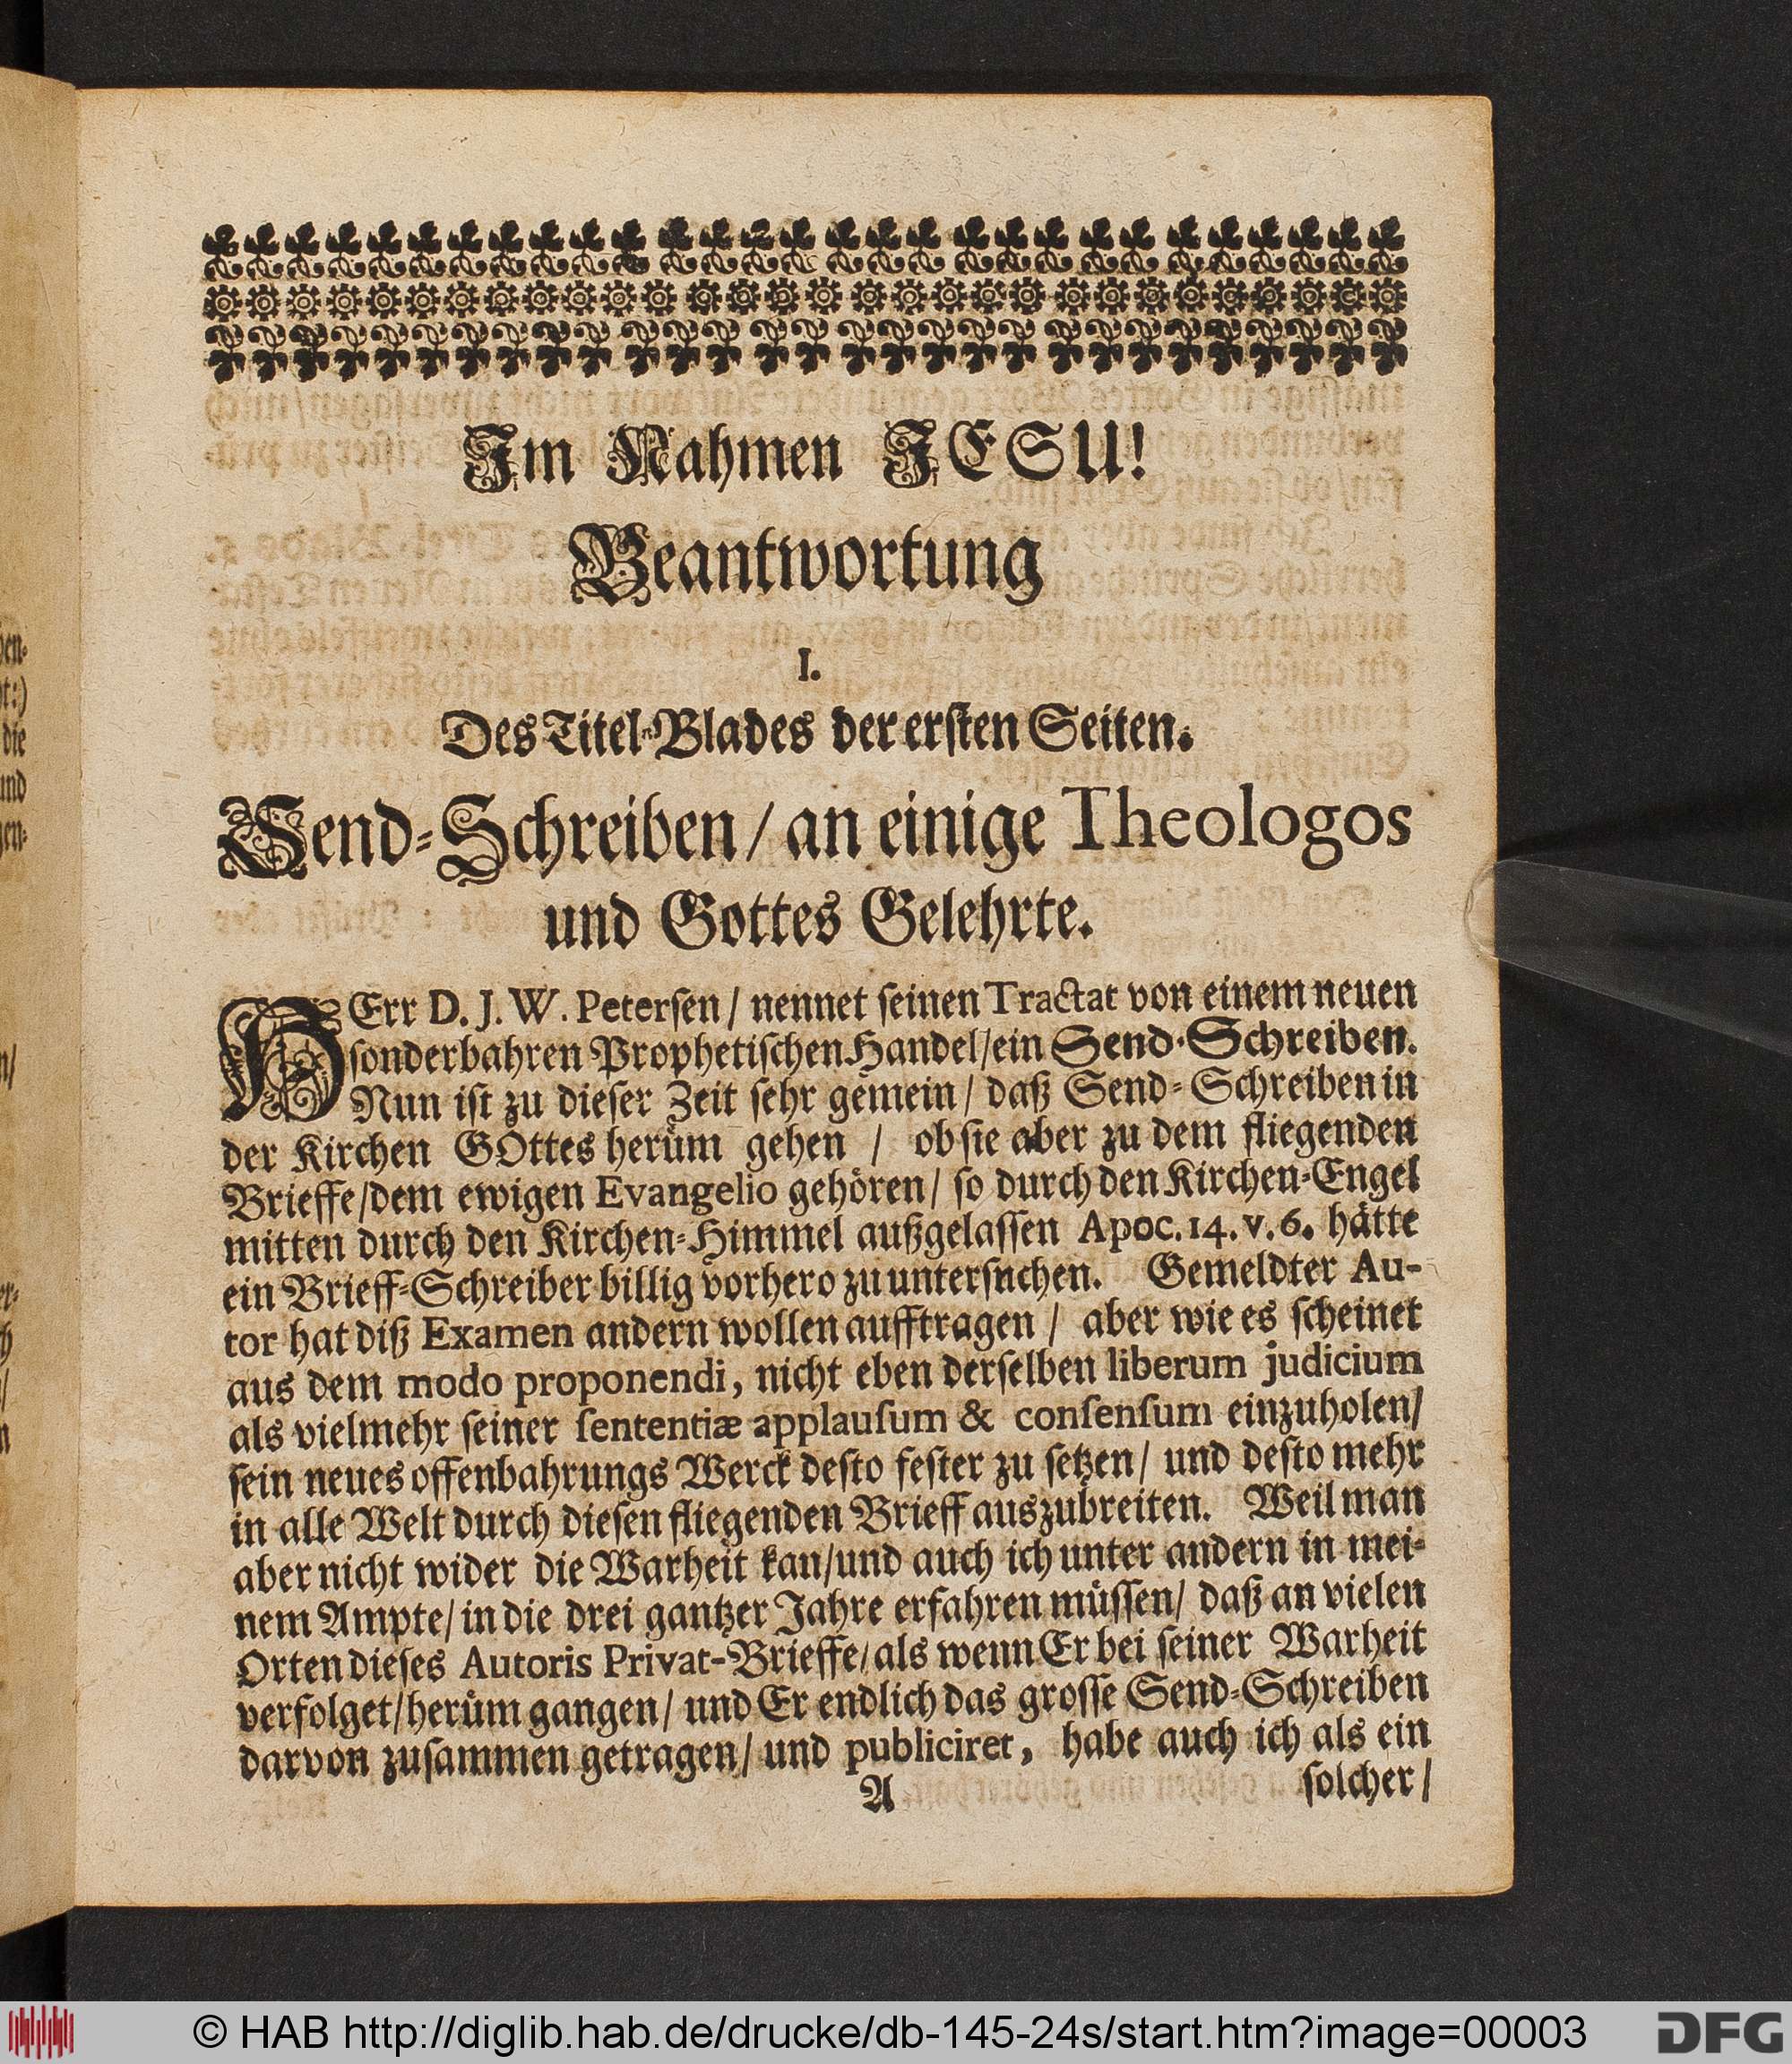 Im Nahmen JESU!
Beantwortung
I.
Des Titel-Blades der ersten Seiten.
Send-Schreiben / an einige Theologos
und Gottes Gelehrte.
HErr D. J. W. Peterſen / nennet ſeinen Tractat von einem neuen
ſonderbahren Prophetiſchen Handel / ein Send-Schreiben.
Nun iſt zu dieſer Zeit ſehr gemein / daß Send-Schreiben in
der Kirchen GOttes herüm gehen / ob ſie aber zu dem fliegenden
Brieffe / dem ewigen Evangelio gehören / ſo durch den Kirchen-Engel
mitten durch den Kirchen-Himmel außgelaſſen Apoc. 14. v. 6. hätte
ein Brieff-Schreiber billig vorhero zu unterſnchen. Gemeldter Au-
tor hat diß Examen andern wollen aufftragen / aber wie es ſcheinet
aus dem modo proponendi, nicht eben derſelben liberum judicium
als vielmehr ſeiner ſententiæ applauſum & conſenſum einzuholen /
ſein neues offenbahrungs Werck deſto feſter zu ſetzen / und deſto mehr
in alle Welt durch dieſen fliegenden Brieff auszubreiten. Weil man
aber nicht wider die Warheit kan / und auch ich unter andern in mei-
nem Ampte / in die drei gantzer Jahre erfahren müſſen / daß an vielen
Orten dieſes Autoris Privat-Brieffe / als wenn Er bei ſeiner Warheit
verfolget / herüm gangen / und Er endlich das groſſe Send-Schreiben
darvon zuſammen getragen / und publiciret, habe auch ich als ein
A
ſolcher /
© HAB http://diglib.hab.de/drucke/db-145-24s/start.htm?image=00003
DFG